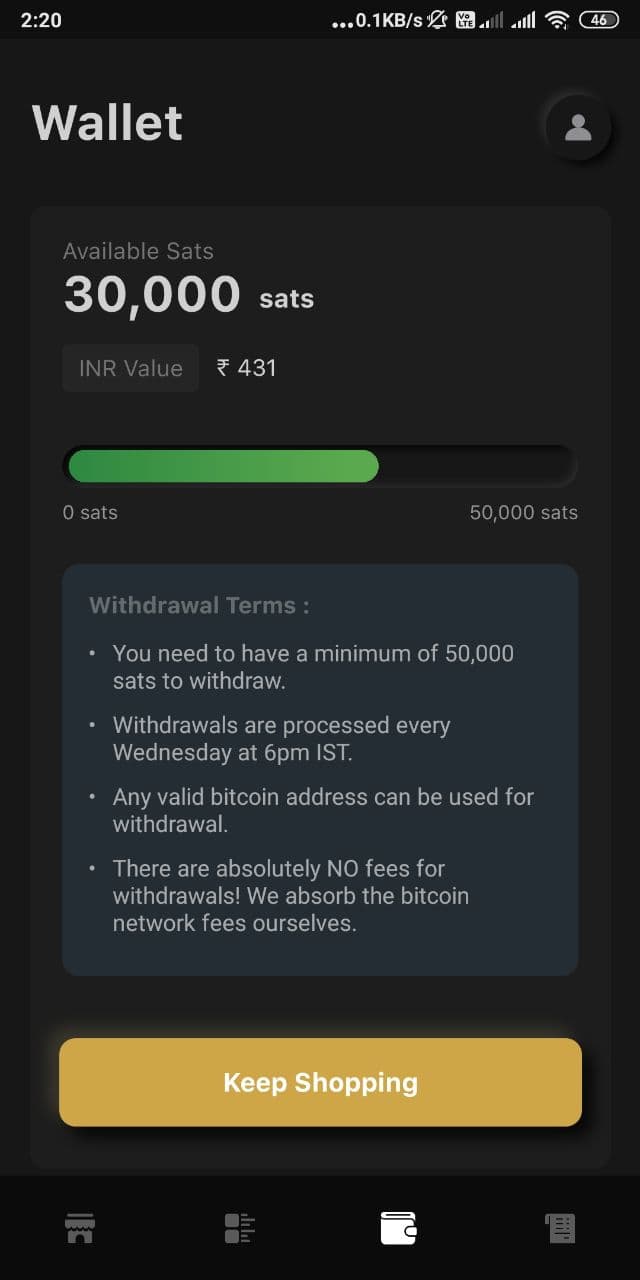 2:20
...0.1KB/s Vo LTE 46
Wallet
Available Sats
30,000 sats
INR Value ₹ 431
0 sats 50,000 sats
Withdrawal Terms :
• You need to have a minimum of 50,000
sats to withdraw.
• Withdrawals are processed every
Wednesday at 6pm IST.
• Any valid bitcoin address can be used for
withdrawal.
• There are absolutely NO fees for
withdrawals! We absorb the bitcoin
network fees ourselves.
Keep Shopping